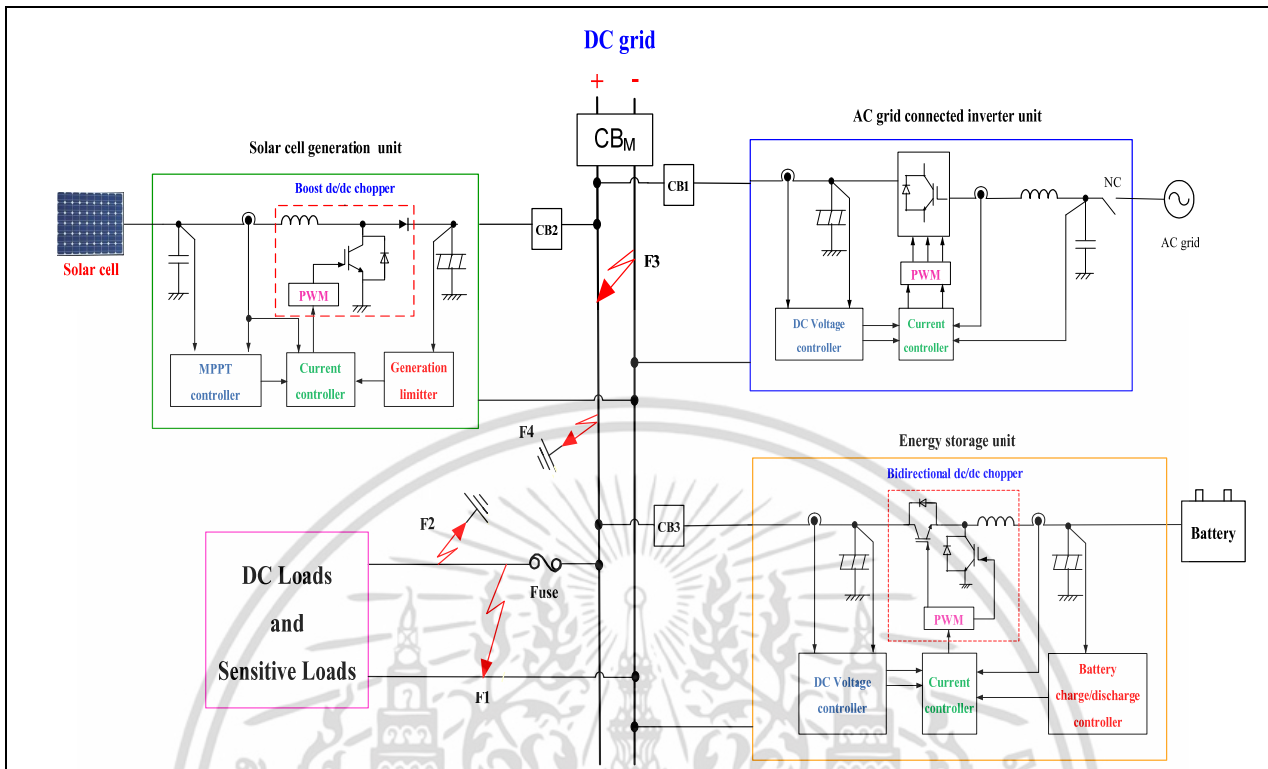 DC grid
+ -
CBM
AC grid connected inverter unit
Solar cell generation unit
CB1
Boost dc/dc chopper
NC
CB2
AC grid
Solar cell
F3
PWM
PWM
DC Voltage
controller
Current
controller
MPPT
controller
Current
controller
Generation
limitter
F4
Energy storage unit
Bidirectional dc/dc chopper
CB3
F2
Battery
DC Loads
and
Sensitive Loads
Fuse
PWM
F1
DC Voltage
controller
Current
controller
Battery
charge/discharge
controller